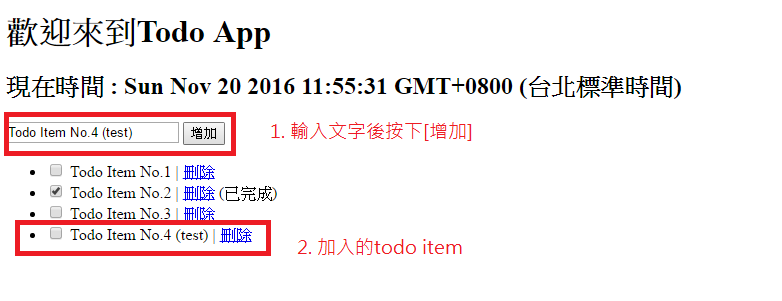 歡迎來到Todo App
現在時間 : Sun Nov 20 2016 11:55:31 GMT+0800 (台北標準時間)
Todo Item No.4 (test) 增加
1. 輸入文字後按下[增加]
Todo Item No.1 | 刪除
Todo Item No.2 | 刪除 (已完成)
Todo Item No.3 | 刪除
Todo Item No.4 (test) | 刪除
2. 加入的todo item